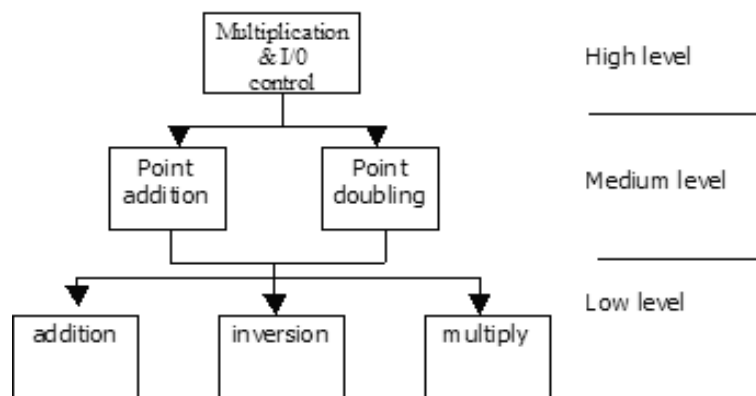 Multiplication
& I/0
control
High level
Point
addition
Point
doubling
Medium level
Low level
addition
inversion
multiply